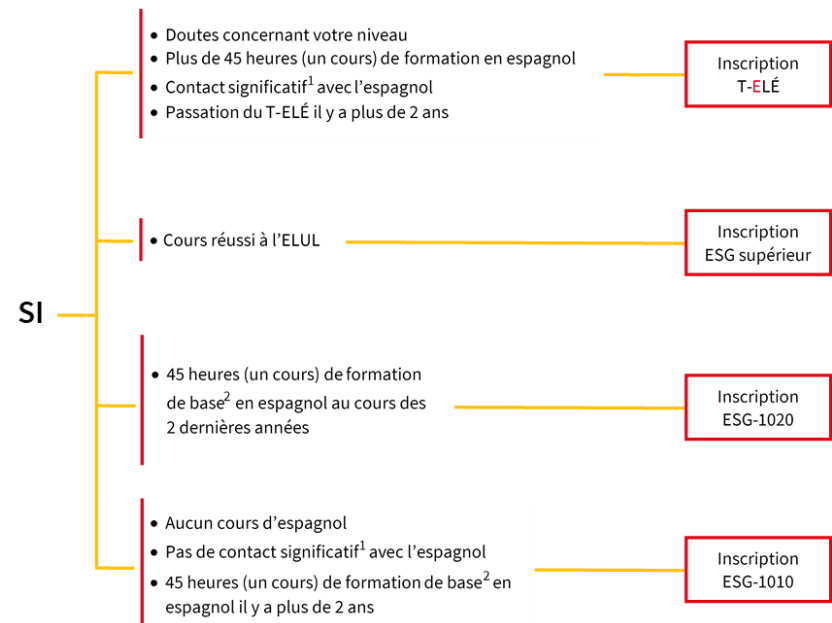 SI
• Doutes concernant votre niveau
• Plus de 45 heures (un cours) de formation en espagnol
• Contact significatif¹ avec l'espagnol
• Passation du T-ELÉ il y a plus de 2 ans
Inscription
T-ELÉ
• Cours réussi à l'ELUL
Inscription
ESG supérieur
• 45 heures (un cours) de formation
de base² en espagnol au cours des
2 dernières années
Inscription
ESG-1020
• Aucun cours d'espagnol
• Pas de contact significatif¹ avec l'espagnol
• 45 heures (un cours) de formation de base² en
espagnol il y a plus de 2 ans
Inscription
ESG-1010